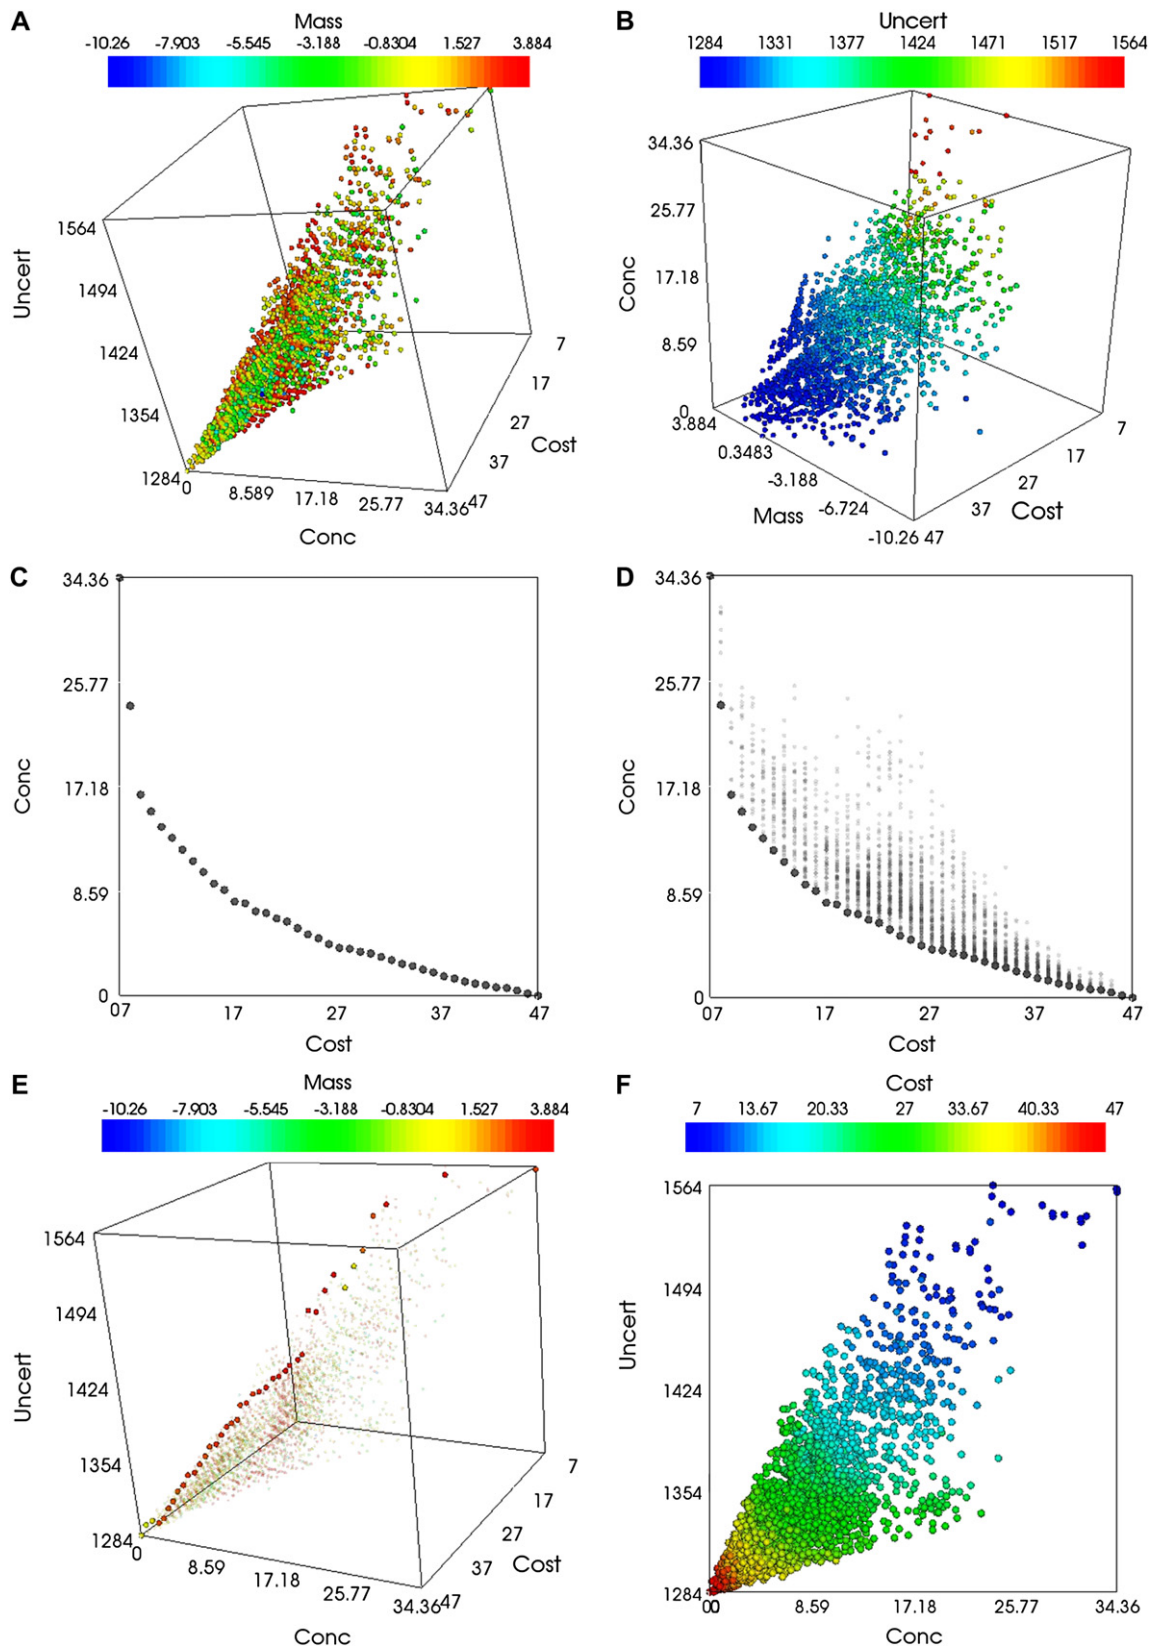 A
Mass
-10.26 -7.903 -5.545 -3.188 -0.8304 1.527 3.884
Uncert
1564
1494
1424
1354
1284
0 8.589 17.18 25.77 34.36
Conc
47 37 27 17 7
Cost
B
Uncert
1284 1331 1377 1424 1471 1517 1564
Conc
34.36
25.77
17.18
8.59
0
3.884 0.3483 -3.188 -6.724 -10.26
Mass
47 37 27 17 7
Cost
C
Conc
34.36
25.77
17.18
8.59
0
07 17 27 37 47
Cost
D
Conc
34.36
25.77
17.18
8.59
0
07 17 27 37 47
Cost
E
Mass
-10.26 -7.903 -5.545 -3.188 -0.8304 1.527 3.884
Uncert
1564
1494
1424
1354
1284
0 8.59 17.18 25.77 34.36
Conc
47 37 27 17 7
Cost
F
Cost
7 13.67 20.33 27 33.67 40.33 47
Uncert
1564
1494
1424
1354
1284
00 8.59 17.18 25.77 34.36
Conc